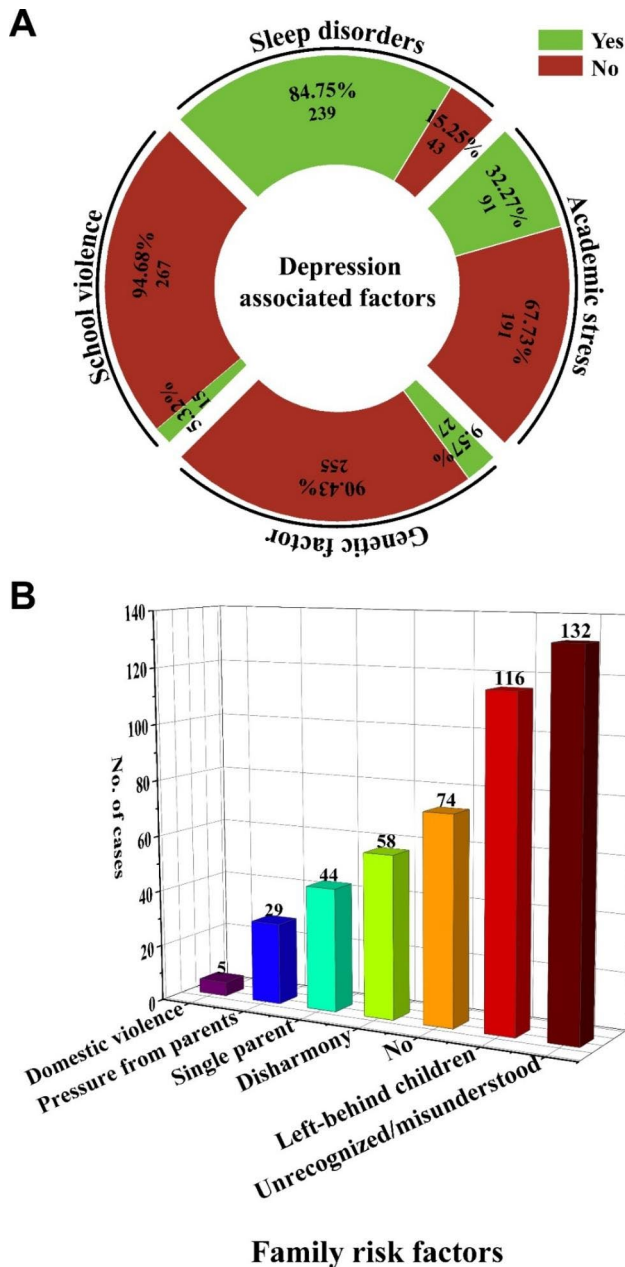 A
Sleep disorders
Yes
No
84.75%
239
15.25%
43
32.27%
91
Academic stress
67.73%
191
School violence
94.68%
267
Depression
associated factors
5.32%
15
9.57%
27
90.43%
255
Genetic factor
B
No. of cases
140
120
100
80
60
40
20
0
5
29
44
58
74
116
132
Domestic violence
Pressure from parents
Single parent
Disharmony
No
Left-behind children
Unrecognized/misunderstood
Family risk factors